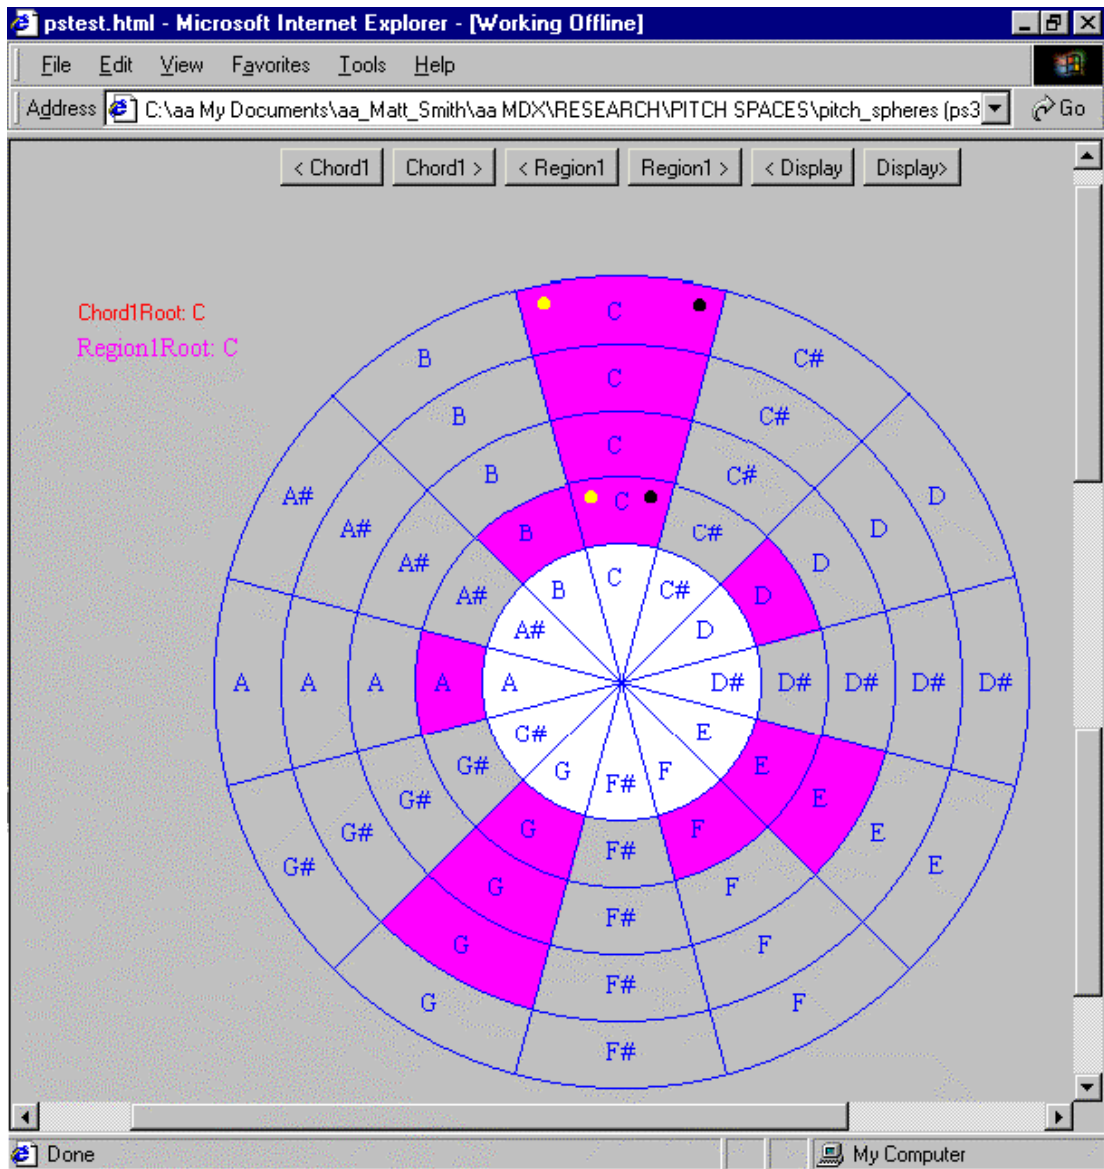 pstest.html - Microsoft Internet Explorer - [Working Offline]
File Edit View Favorites Tools Help
Address C:\aa My Documents\aa_Matt_Smith\aa MDX\RESEARCH\PITCH SPACES\pitch_spheres (ps3 Go
< Chord1 Chord1 > < Region1 Region1 > < Display Display>
Chord1Root: C
Region1Root: C
C
B C#
C
B C#
C
B C#
A# D
C
A# B C# D
A# D
A# B C C# D
A# D
A A A A A D# D# D# D# D#
G# E
G# G F# F E
G# G F# F E
G# G F# F E
G# G F# F E
G F# F
F#
Done My Computer